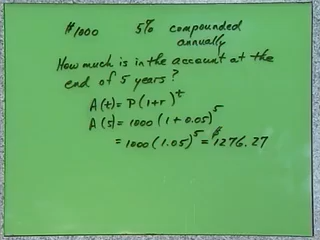 $1000 5% compounded
annually
How much is in the account at the
end of 5 years?
A(t) = P(1+r)^t
A(5) = 1000(1+0.05)^5
= 1000(1.05)^5 = $1276.27